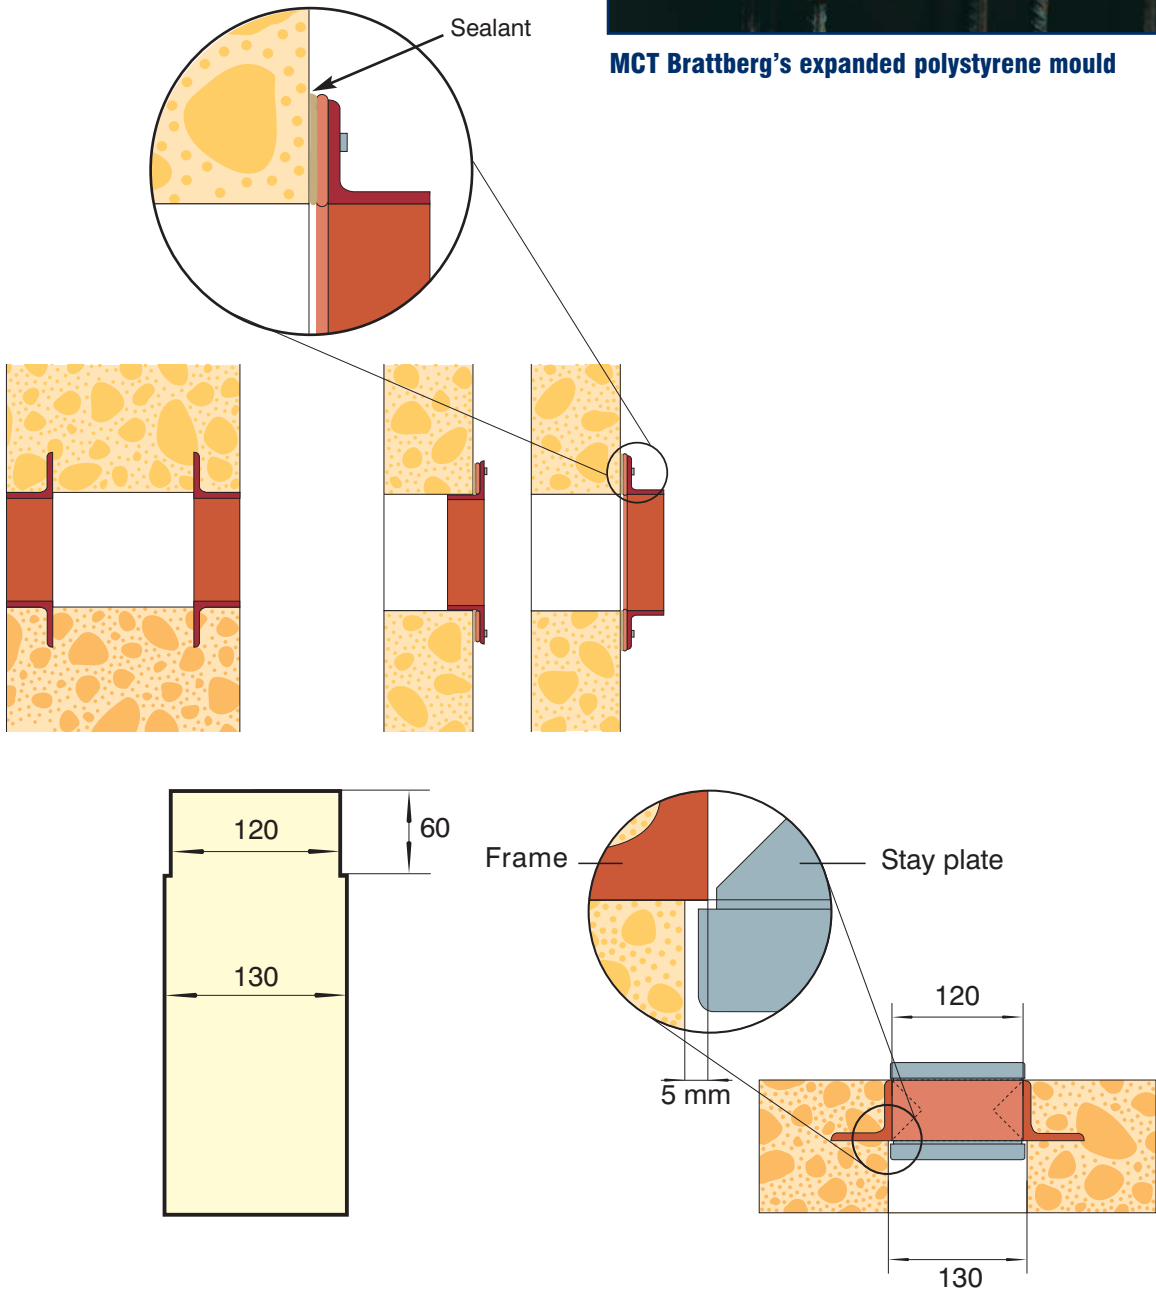 Sealant
MCT Brattberg's expanded polystyrene mould
120
60
130
Frame
Stay plate
5 mm
120
130